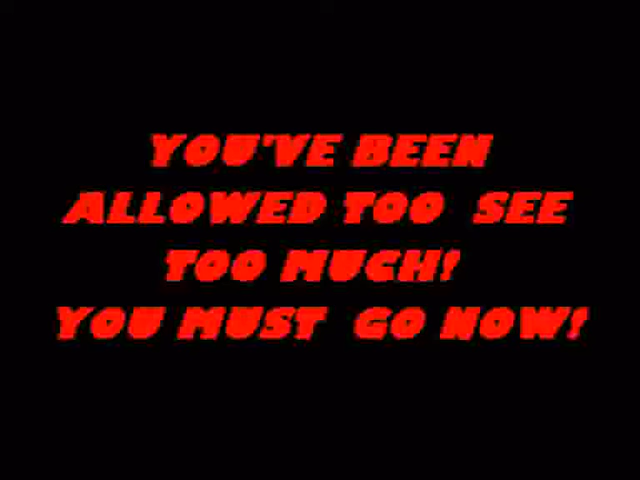 YOU'VE BEEN
ALLOWED TOO SEE
TOO MUCH!
YOU MUST GO NOW!